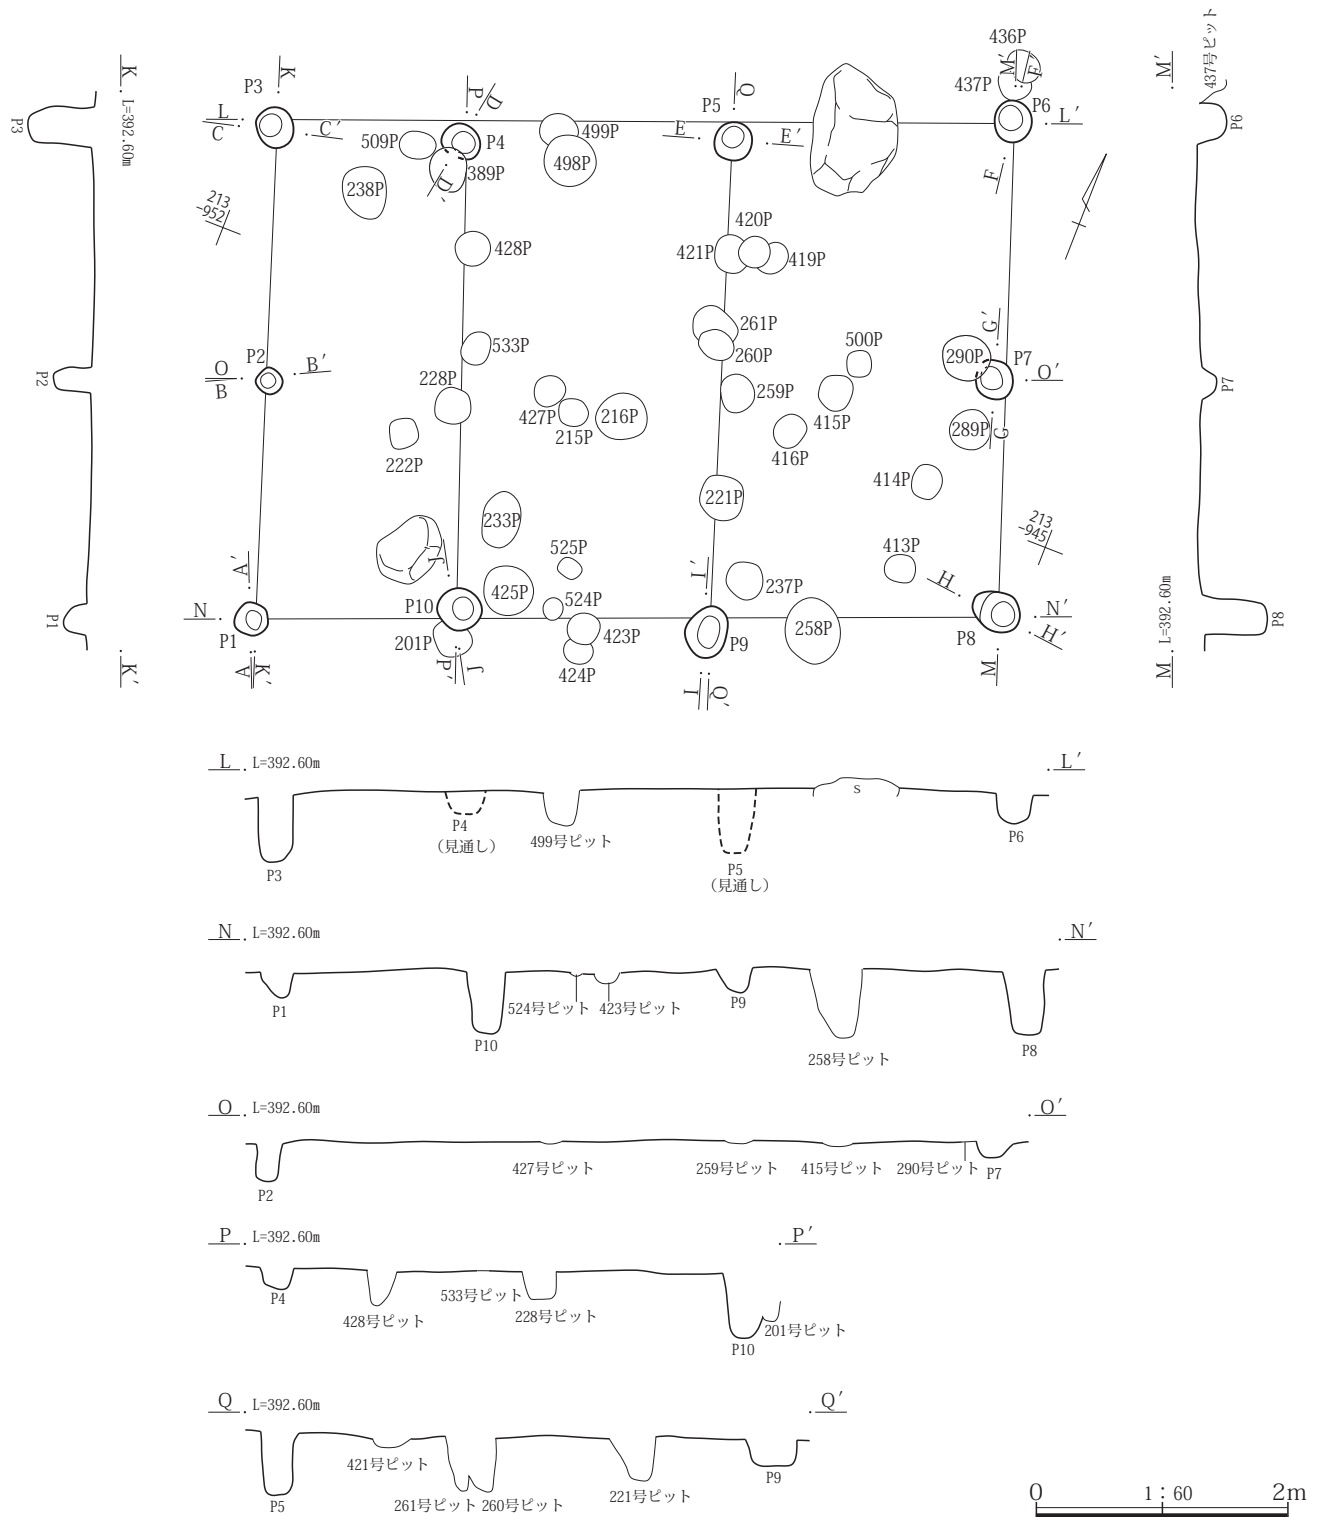 437号ピット
436P
M′
F′
437P
P6
L′
K
L=392.60m
P3
K
P3
L
C
C′
P
D
Q
P5
E
E′
509P
P4
499P
498P
389P
D′
238P
F
M′
P6
213
-952
428P
421P
420P
419P
533P
228P
261P
260P
500P
G′
290P
P7
O′
P2
O
B
P2
B′
427P
215P
216P
259P
415P
416P
289P
G
P7
222P
414P
221P
233P
213
-945
J′
525P
413P
A′
I′
237P
H
425P
N
P1
P10
524P
N′
P1
201P
423P
P9
258P
P8
H′
424P
A
K′
P′
J
I
Q′
M
K′
L=392.60m
M
P8
L
L=392.60m
L′
S
P4
(見通し)
499号ピット
P6
P3
P5
(見通し)
N
L=392.60m
N′
P1
524号ピット
423号ピット
P9
P10
258号ピット
P8
O
L=392.60m
O′
427号ピット
259号ピット
415号ピット
290号ピット
P7
P2
P
L=392.60m
P′
P4
428号ピット
533号ピット
228号ピット
P10
201号ピット
Q
L=392.60m
Q′
421号ピット
P9
P5
261号ピット
260号ピット
221号ピット
0
1:60
2m